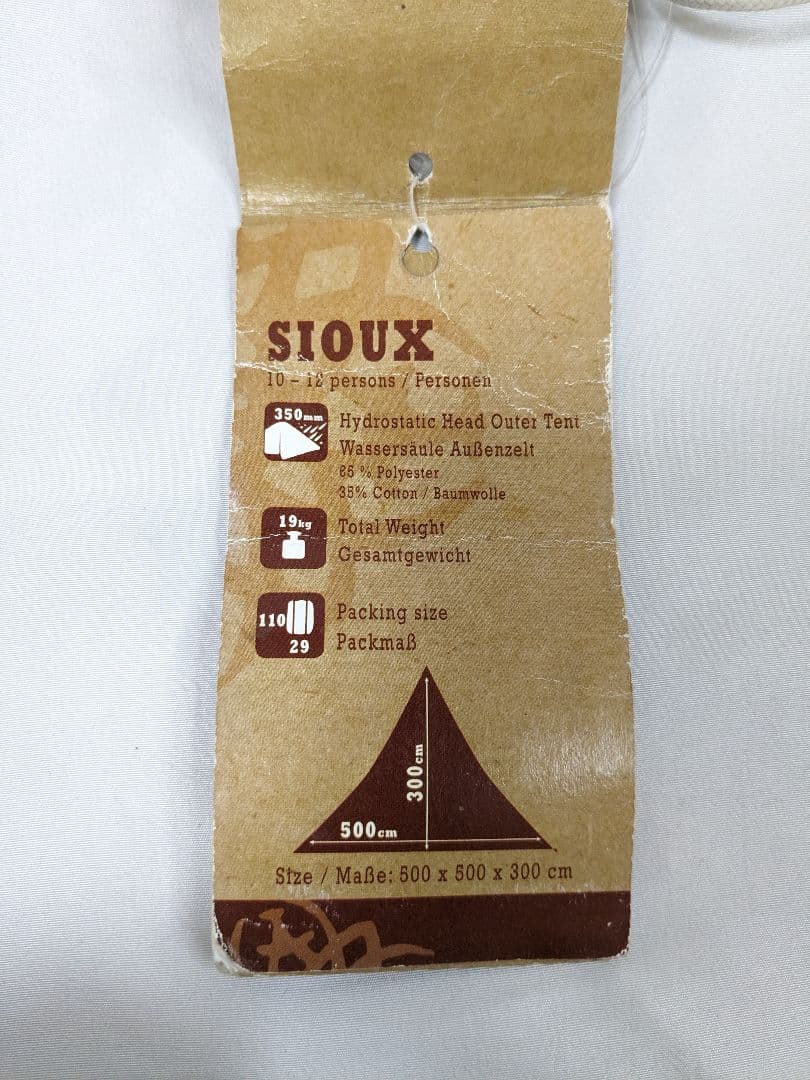 SIOUX
10 – 12 persons / Personen
350mm
Hydrostatic Head Outer Tent
Wassersäule Außenzelt
65 % Polyester
35% Cotton / Baumwolle
19kg
Total Weight
Gesamtgewicht
110
29
Packing size
Packmaß
300cm
500cm
Size / Maße: 500 x 500 x 300 cm